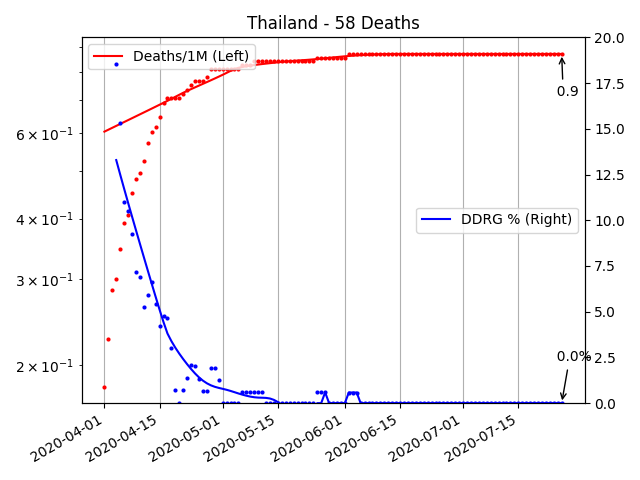 Thailand - 58 Deaths
Deaths/1M (Left)
DDRG % (Right)
0.9
0.0%
6 × 10⁻¹
4 × 10⁻¹
3 × 10⁻¹
2 × 10⁻¹
20.0
17.5
15.0
12.5
10.0
7.5
5.0
2.5
0.0
2020-04-01
2020-04-15
2020-05-01
2020-05-15
2020-06-01
2020-06-15
2020-07-01
2020-07-15